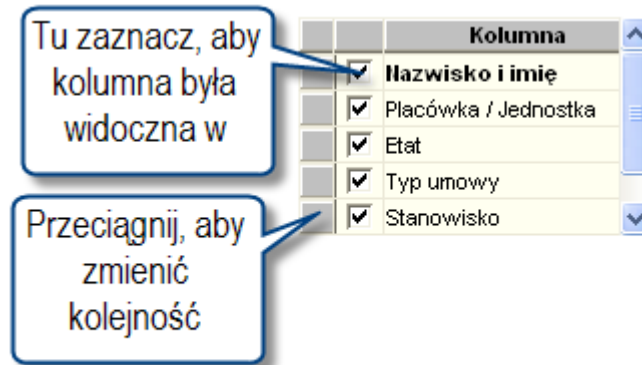 Tu zaznacz, aby
kolumna była
widoczna w
Przeciągnij, aby
zmienić
kolejność
Kolumna
Nazwisko i imię
Placówka / Jednostka
Etat
Typ umowy
Stanowisko